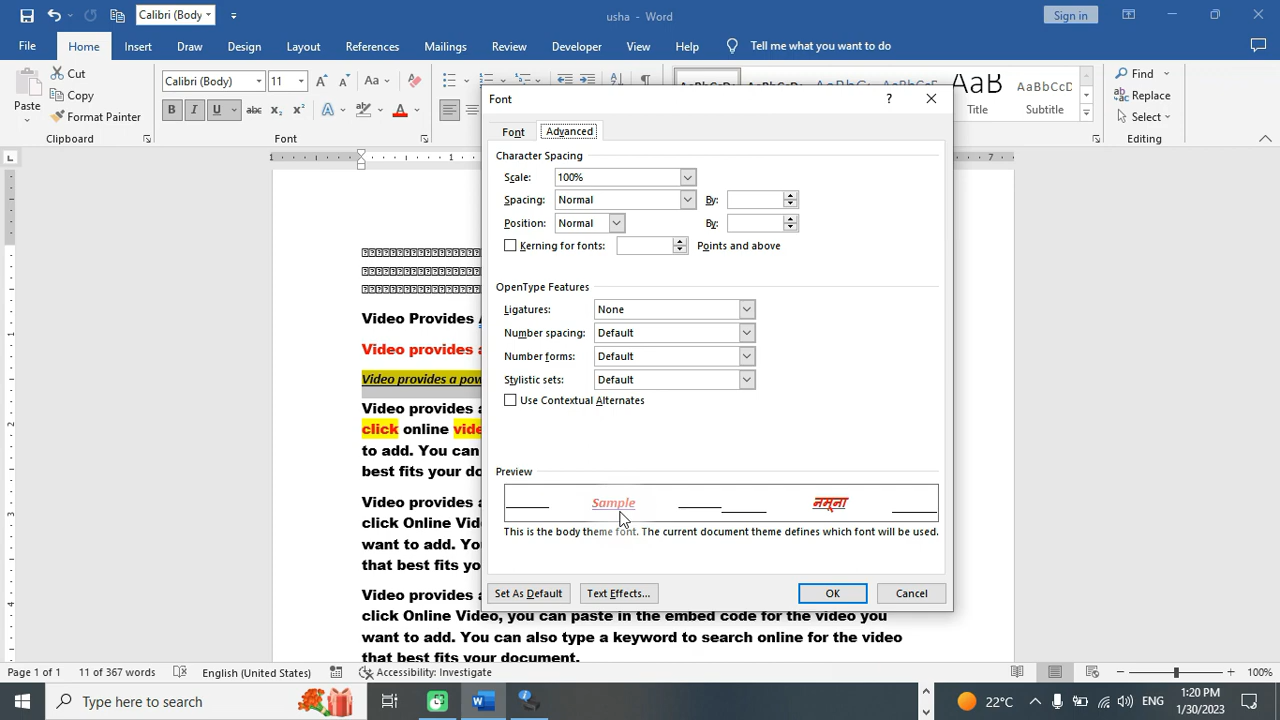 Calibri (Body)
usha - Word
Sign in
File
Home
Insert
Draw
Design
Layout
References
Mailings
Review
Developer
View
Help
Tell me what you want to do
Paste
Cut
Copy
Format Painter
Clipboard
Calibri (Body)
11
Aa
B I U abc x₂ x²
Font
AaB
Title
AaBbCcD
Subtitle
Find
Replace
Select
Editing
Font
Font
Advanced
Character Spacing
Scale: 100%
Spacing: Normal By:
Position: Normal By:
Kerning for fonts: Points and above
OpenType Features
Ligatures: None
Number spacing: Default
Number forms: Default
Stylistic sets: Default
Use Contextual Alternates
Preview
Sample नमूना
This is the body theme font. The current document theme defines which font will be used.
Set As Default
Text Effects...
OK
Cancel
Video Provides
Video provides a
Video provides a pow
Video provides a
click online vide
to add. You can
best fits your do
Video provides a
click Online Vid
want to add. Yo
that best fits yo
Video provides a
click Online Video, you can paste in the embed code for the video you
want to add. You can also type a keyword to search online for the video
that best fits your document.
Page 1 of 1
11 of 367 words
English (United States)
Accessibility: Investigate
100%
Type here to search
22°C
ENG
1:20 PM
1/30/2023